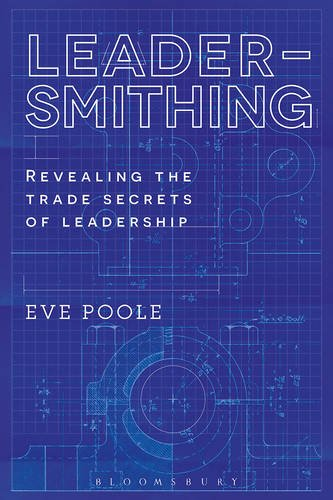 LEADER-
SMITHING
REVEALING THE
TRADE SECRETS
OF LEADERSHIP
EVE POOLE
BLOOMSBURY